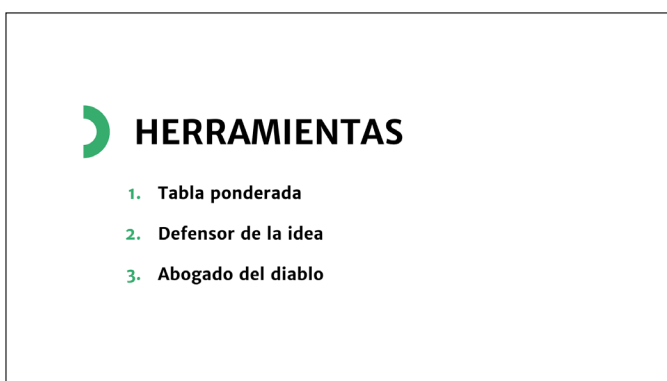 HERRAMIENTAS
1. Tabla ponderada
2. Defensor de la idea
3. Abogado del diablo